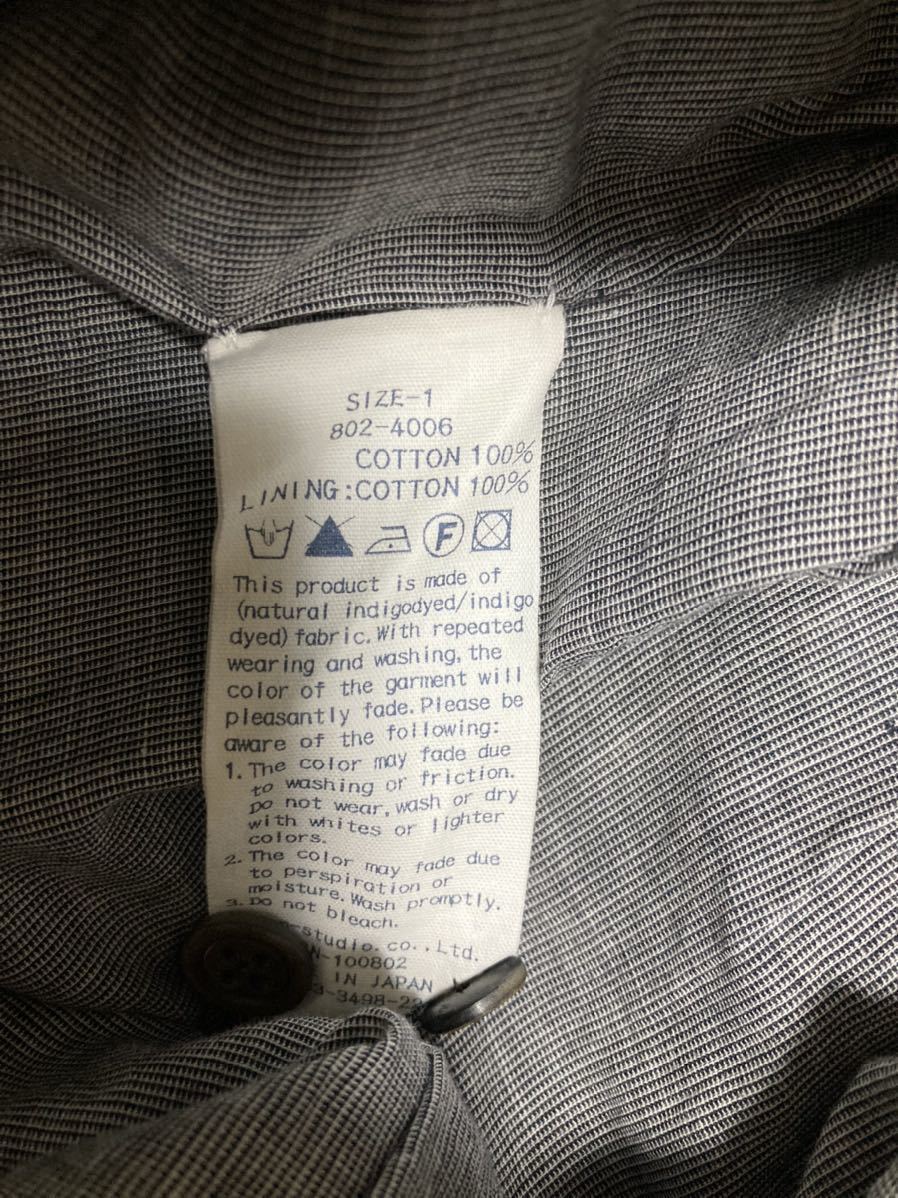 SIZE-1
802-4006
COTTON 100%
LINING:COTTON 100%
F
This product is made of
(natural indigodyed/indigo
dyed) fabric. With repeated
wearing and washing, the
color of the garment will
pleasantly fade. Please be
aware of the following:
1. The color may fade due
to washing or friction.
Do not wear, wash or dry
with whites or lighter
colors.
2. The color may fade due
to perspiration or
moisture. Wash promptly.
3. Do not bleach.
-studio.co.,Ltd.
N-100802
IN JAPAN
3-3498-22